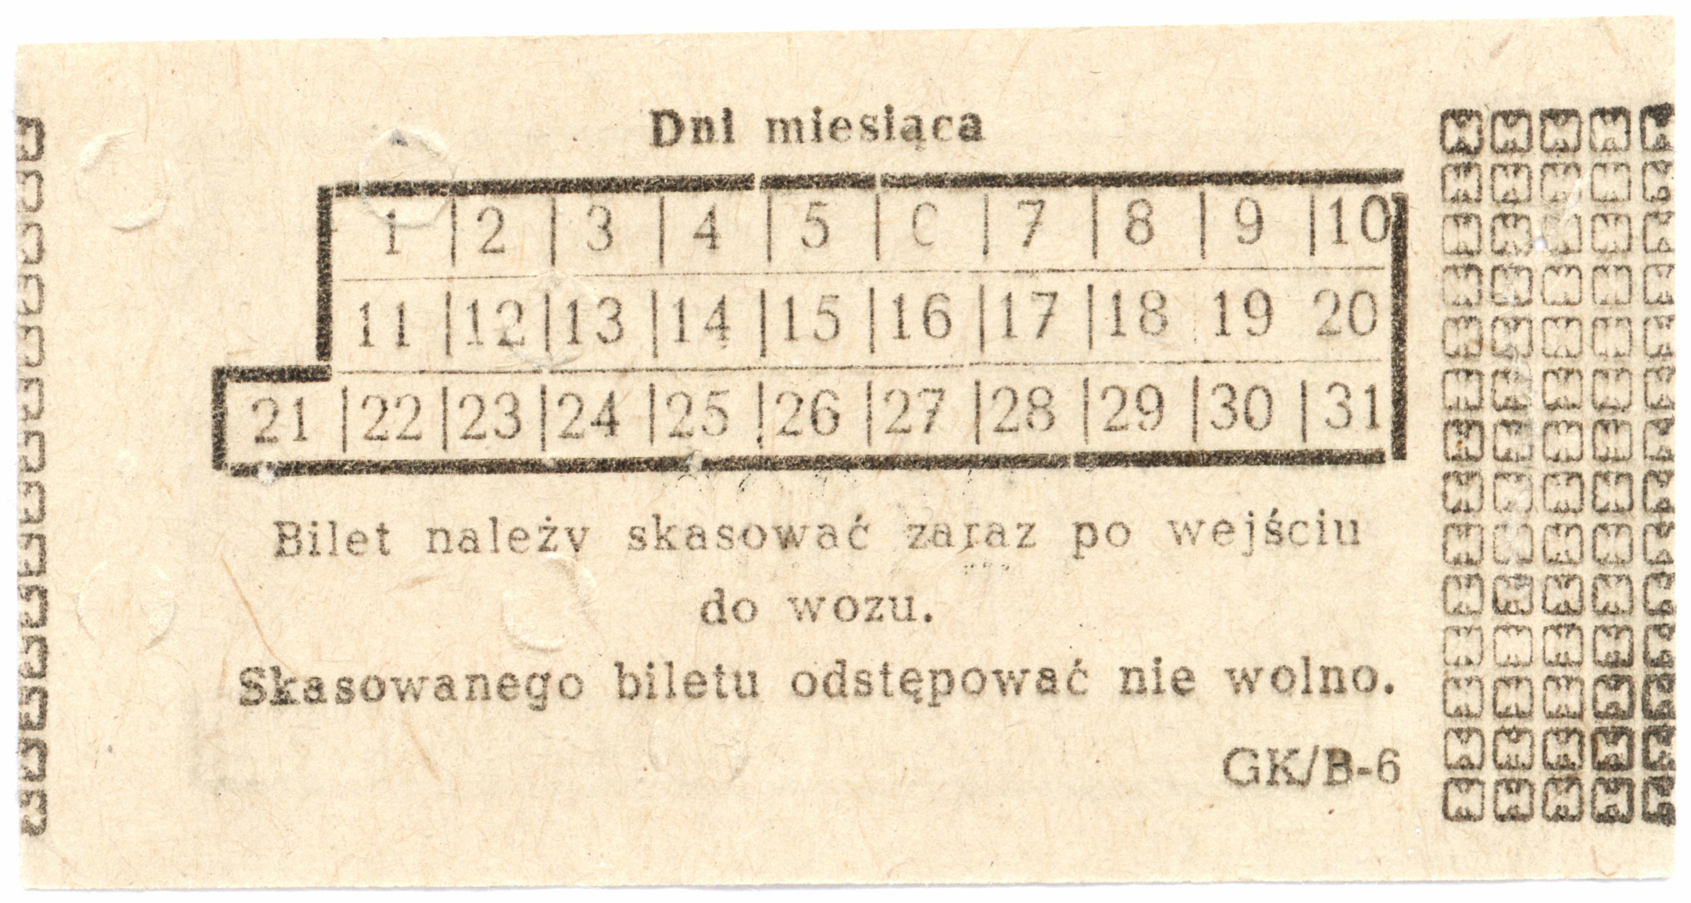 Dni miesiąca
1 | 2 | 3 | 4 | 5 | 6 | 7 | 8 | 9 | 10
11 | 12 | 13 | 14 | 15 | 16 | 17 | 18 19 20
21 | 22 | 23 | 24 | 25 | 26 | 27 | 28 | 29 | 30 | 31
Bilet należy skasować zaraz po wejściu
do wozu.
Skasowanego biletu odstępować nie wolno.
GK/B-6